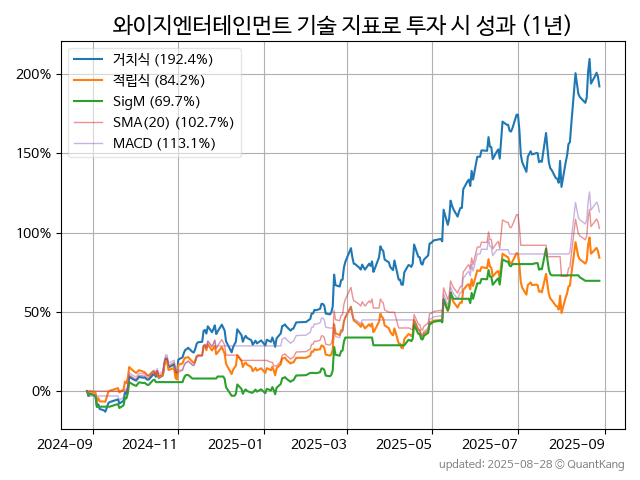 와이지엔터테인먼트 기술 지표로 투자 시 성과 (1년)
거치식 (192.4%)
적립식 (84.2%)
SigM (69.7%)
SMA(20) (102.7%)
MACD (113.1%)
200%
150%
100%
50%
0%
2024-09 2024-11 2025-01 2025-03 2025-05 2025-07 2025-09
updated: 2025-08-28 © QuantKang